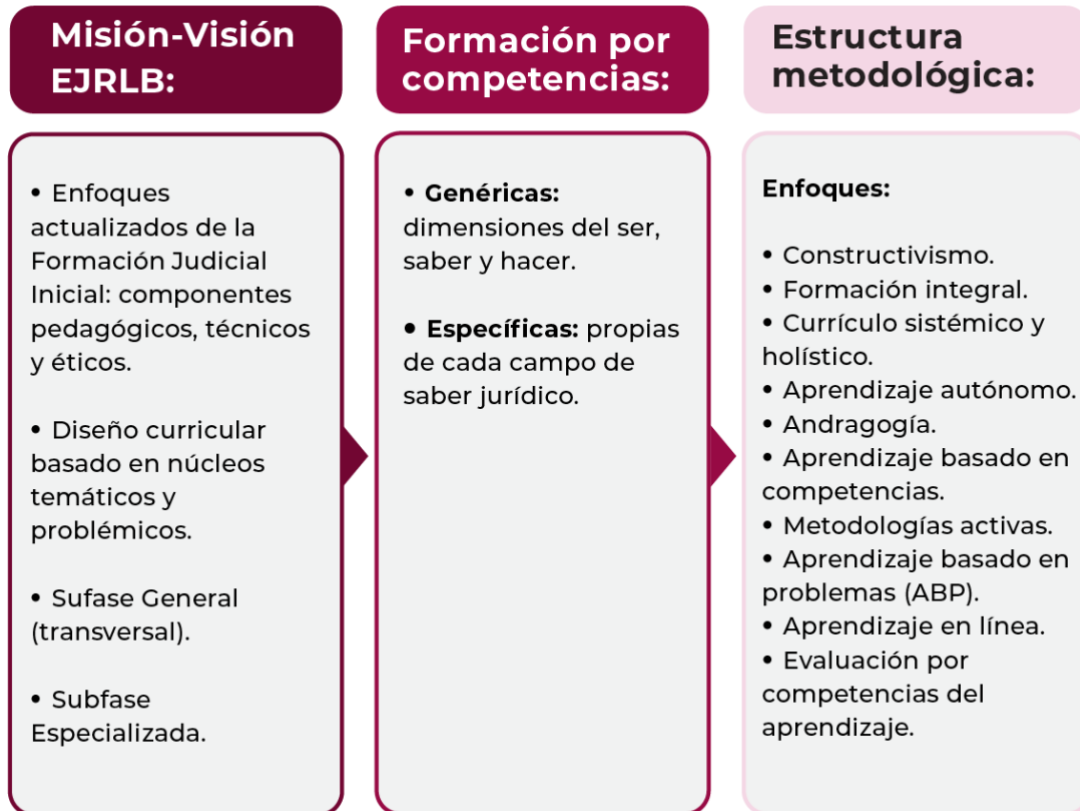 Misión-Visión
EJRLB:
• Enfoques
actualizados de la
Formación Judicial
Inicial: componentes
pedagógicos, técnicos
y éticos.
• Diseño curricular
basado en núcleos
temáticos y
problémicos.
• Sufase General
(transversal).
• Subfase
Especializada.
Formación por
competencias:
• Genéricas:
dimensiones del ser,
saber y hacer.
• Específicas: propias
de cada campo de
saber jurídico.
Estructura
metodológica:
Enfoques:
• Constructivismo.
• Formación integral.
• Currículo sistémico y
holístico.
• Aprendizaje autónomo.
• Andragogía.
• Aprendizaje basado en
competencias.
• Metodologías activas.
• Aprendizaje basado en
problemas (ABP).
• Aprendizaje en línea.
• Evaluación por
competencias del
aprendizaje.